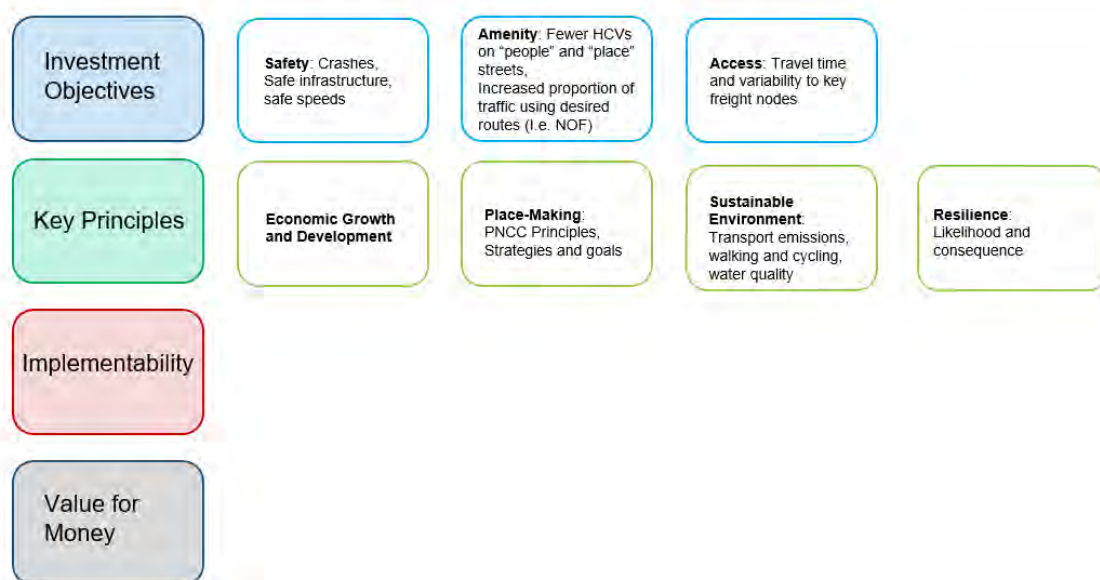 Investment
Objectives
Safety: Crashes,
Safe infrastructure,
safe speeds
Amenity: Fewer HCVs
on “people” and “place”
streets,
Increased proportion of
traffic using desired
routes (I.e. NOF)
Access: Travel time
and variability to key
freight nodes
Key Principles
Economic Growth
and Development
Place-Making:
PNCC Principles,
Strategies and goals
Sustainable
Environment:
Transport emissions,
walking and cycling,
water quality
Resilience:
Likelihood and
consequence
Implementability
Value for
Money